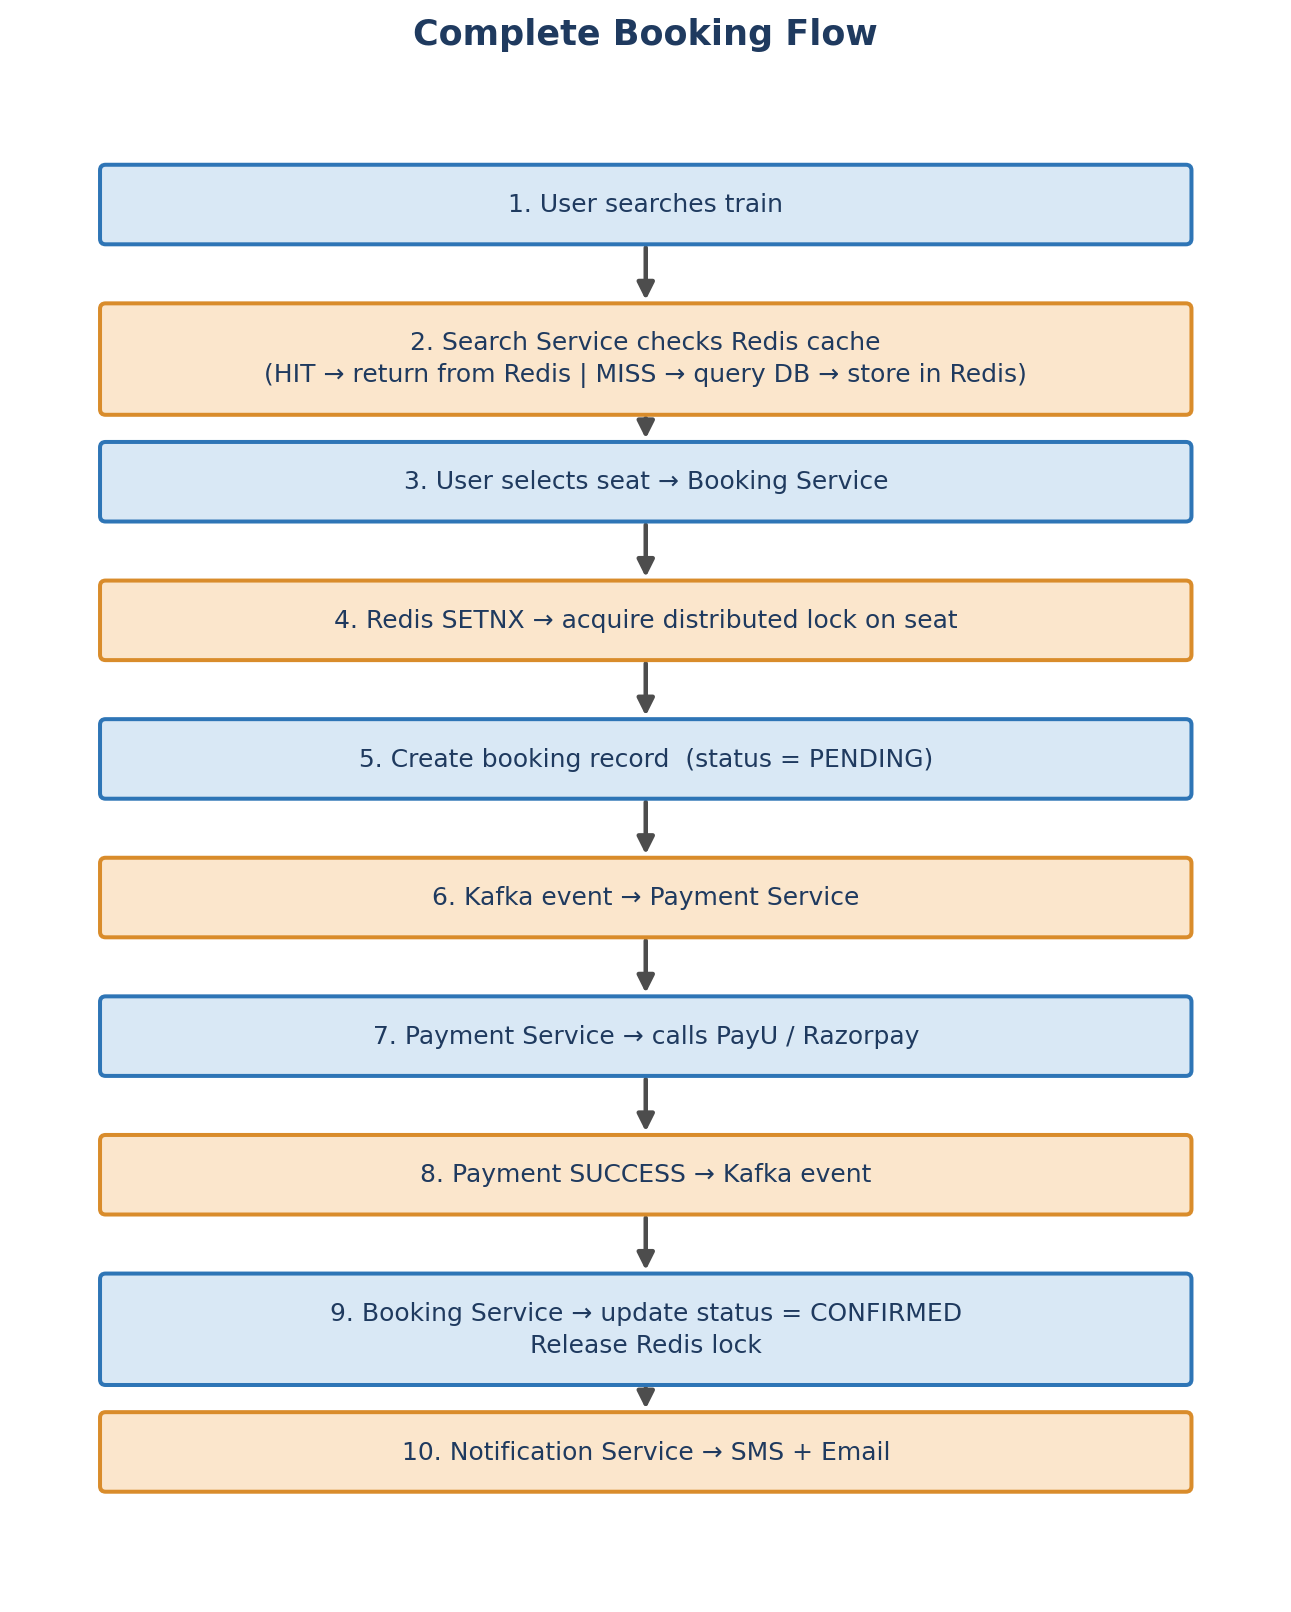 Complete Booking Flow
1. User searches train
2. Search Service checks Redis cache
(HIT → return from Redis | MISS → query DB → store in Redis)
3. User selects seat → Booking Service
4. Redis SETNX → acquire distributed lock on seat
5. Create booking record  (status = PENDING)
6. Kafka event → Payment Service
7. Payment Service → calls PayU / Razorpay
8. Payment SUCCESS → Kafka event
9. Booking Service → update status = CONFIRMED
Release Redis lock
10. Notification Service → SMS + Email